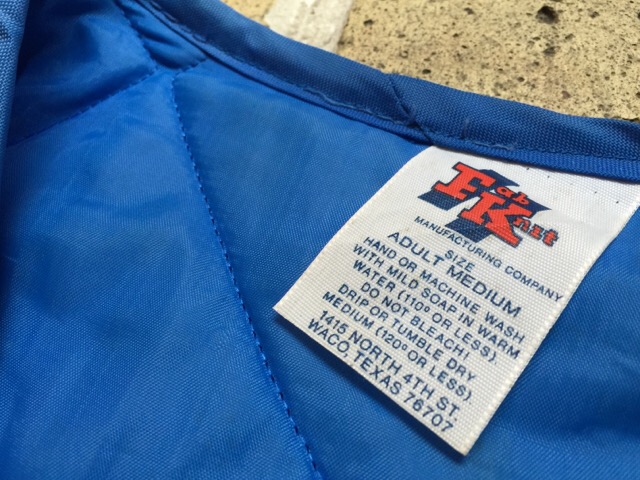 Fab
Knit
MANUFACTURING COMPANY
SIZE
ADULT MEDIUM
HAND OR MACHINE WASH
WITH MILD SOAP IN WARM
WATER (110° OR LESS).
DO NOT BLEACH!
DRIP OR TUMBLE DRY
MEDIUM (120° OR LESS)
1415 NORTH 4TH ST.
WACO, TEXAS 76707